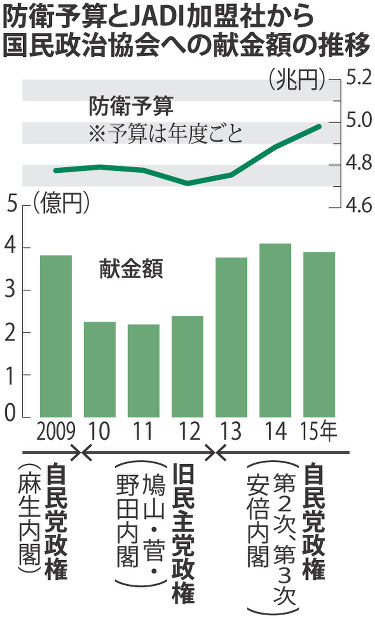 防衛予算とJADI加盟社から
国民政治協会への献金額の推移
(兆円)
5.2
5.0
4.8
4.6
防衛予算
※予算は年度ごと
5
(億円)
4
3
2
1
0
献金額
2009
10
11
12
13
14
15年
自民党政権
(麻生内閣)
旧民主党政権
(鳩山・菅・
野田内閣)
自民党政権
(第2次、第3次
安倍内閣)